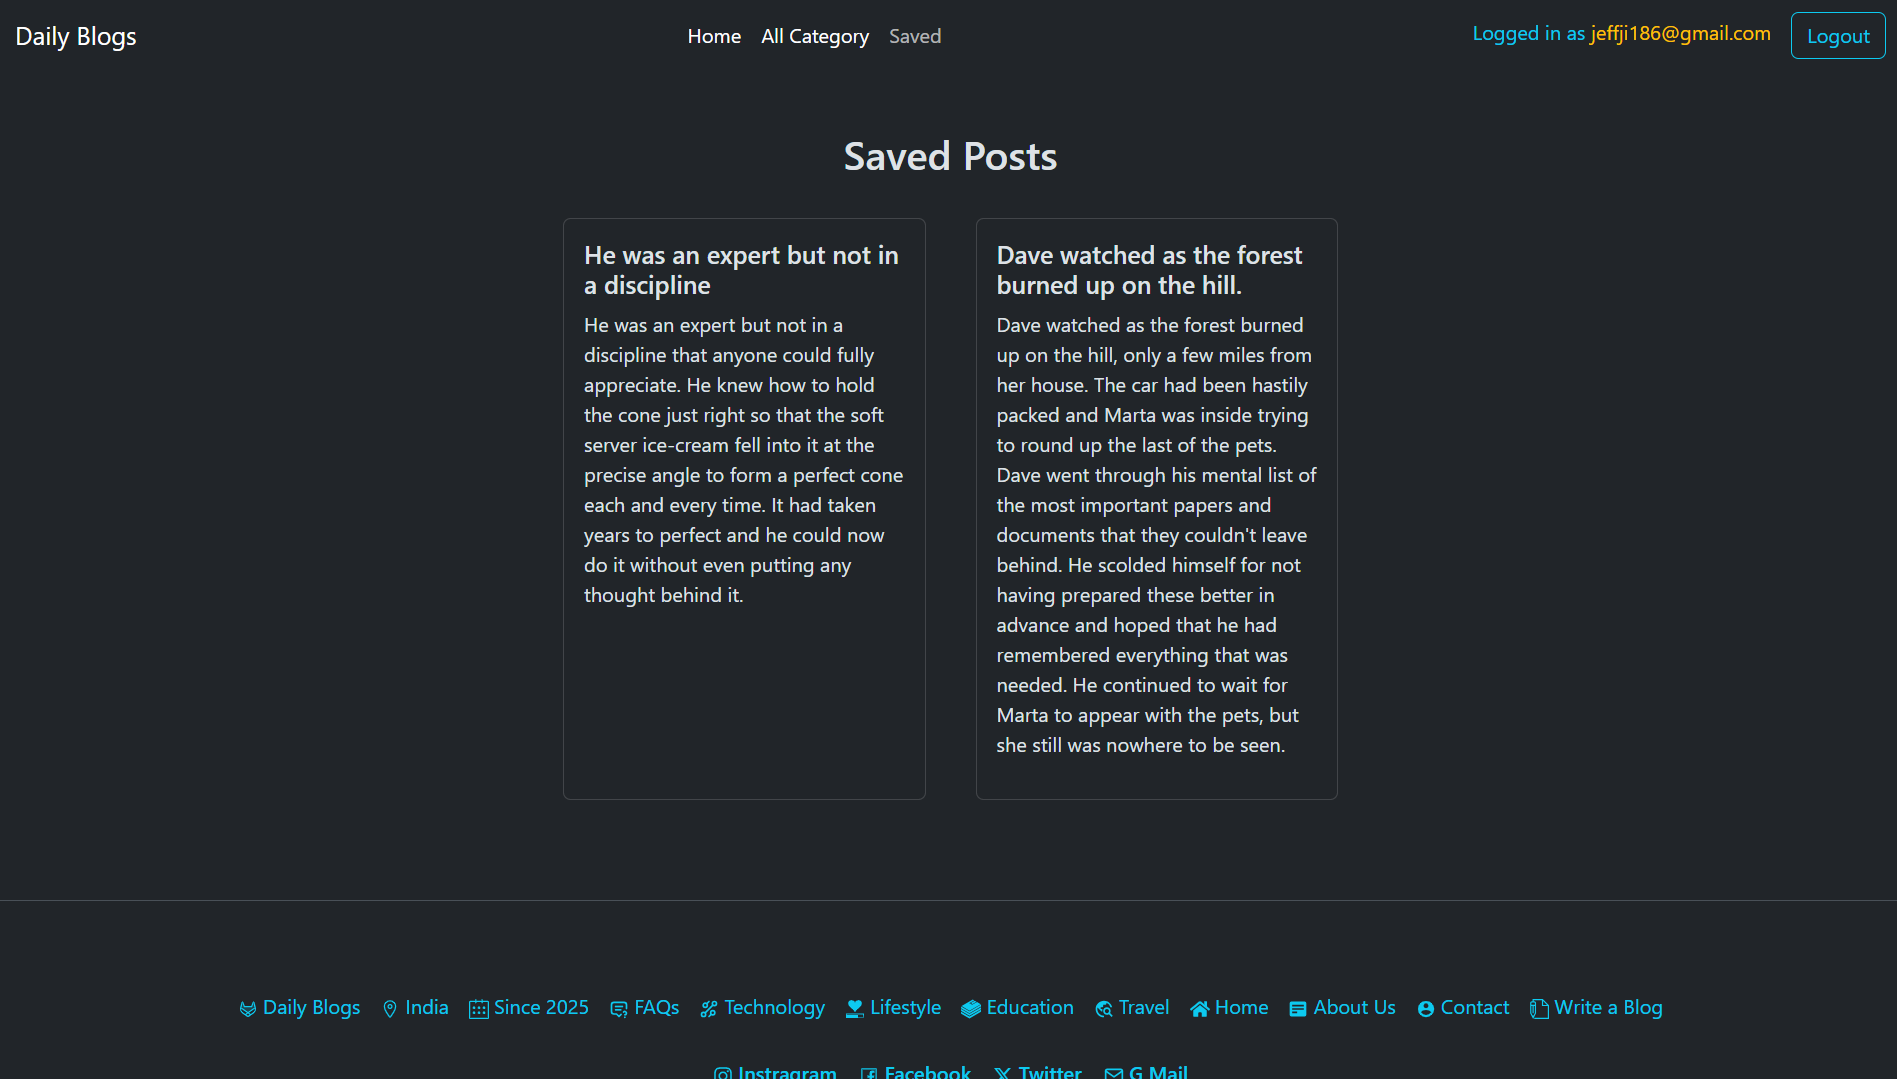 Daily Blogs
Home All Category Saved
Logged in as jeffji186@gmail.com Logout
Saved Posts
He was an expert but not in
a discipline
He was an expert but not in a
discipline that anyone could fully
appreciate. He knew how to hold
the cone just right so that the soft
server ice-cream fell into it at the
precise angle to form a perfect cone
each and every time. It had taken
years to perfect and he could now
do it without even putting any
thought behind it.
Dave watched as the forest
burned up on the hill.
Dave watched as the forest burned
up on the hill, only a few miles from
her house. The car had been hastily
packed and Marta was inside trying
to round up the last of the pets.
Dave went through his mental list of
the most important papers and
documents that they couldn't leave
behind. He scolded himself for not
having prepared these better in
advance and hoped that he had
remembered everything that was
needed. He continued to wait for
Marta to appear with the pets, but
she still was nowhere to be seen.
Daily Blogs India Since 2025 FAQs Technology Lifestyle Education Travel Home About Us Contact Write a Blog
Instragram Facebook Twitter G Mail